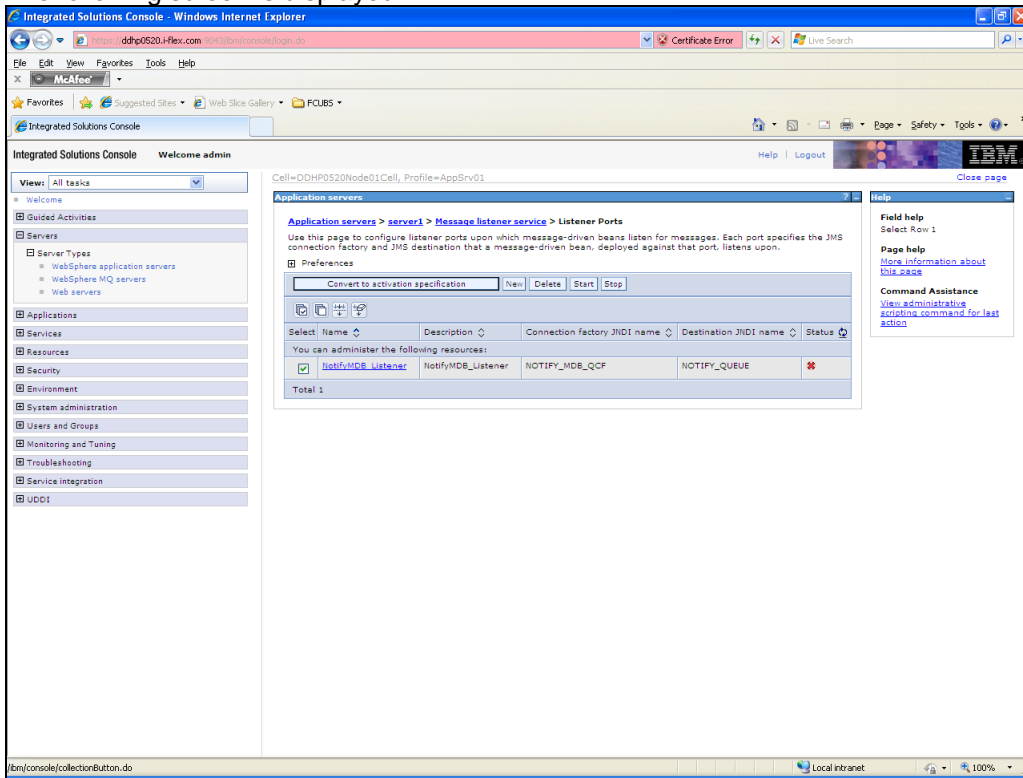 Integrated Solutions Console - Windows Internet Explorer
https://ddhp0520.i-flex.com:9043/ibm/console/login.do
Certificate Error
Live Search
File Edit View Favorites Tools Help
McAfee
Favorites
Suggested Sites
Web Slice Gallery
FCUBS
Integrated Solutions Console
Page Safety Tools
Integrated Solutions Console Welcome admin
Help | Logout
IBM.
View: All tasks
Welcome
Guided Activities
Servers
Server Types
WebSphere application servers
WebSphere MQ servers
Web servers
Applications
Services
Resources
Security
Environment
System administration
Users and Groups
Monitoring and Tuning
Troubleshooting
Service integration
UDDI
Cell=DDHP0520Node01Cell, Profile=AppSrv01
Close page
Application servers
Application servers > server1 > Message listener service > Listener Ports
Use this page to configure listener ports upon which message-driven beans listen for messages. Each port specifies the JMS
connection factory and JMS destination that a message-driven bean, deployed against that port, listens upon.
Preferences
Convert to activation specification New Delete Start Stop
Select Name Description Connection factory JNDI name Destination JNDI name Status
You can administer the following resources:
NotifyMDB_Listener NotifyMDB_Listener NOTIFY_MDB_QCF NOTIFY_QUEUE
Total 1
Help
Field help
Select Row 1
Page help
More information about
this page
Command Assistance
View administrative
scripting command for last
action
/ibm/console/collectionButton.do
Local intranet
100%